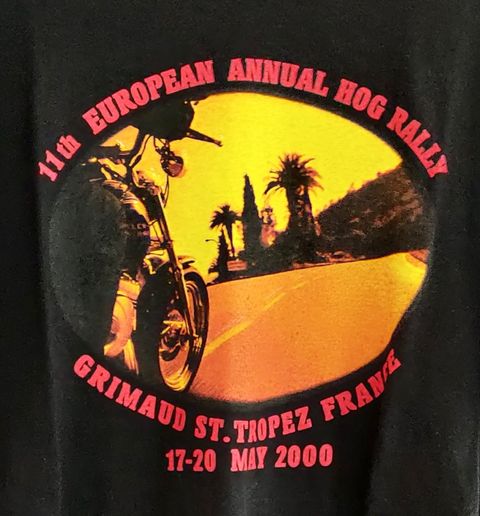 11th EUROPEAN ANNUAL HOG RALLY
GRIMAUD ST. TROPEZ FRANCE
17-20 MAY 2000